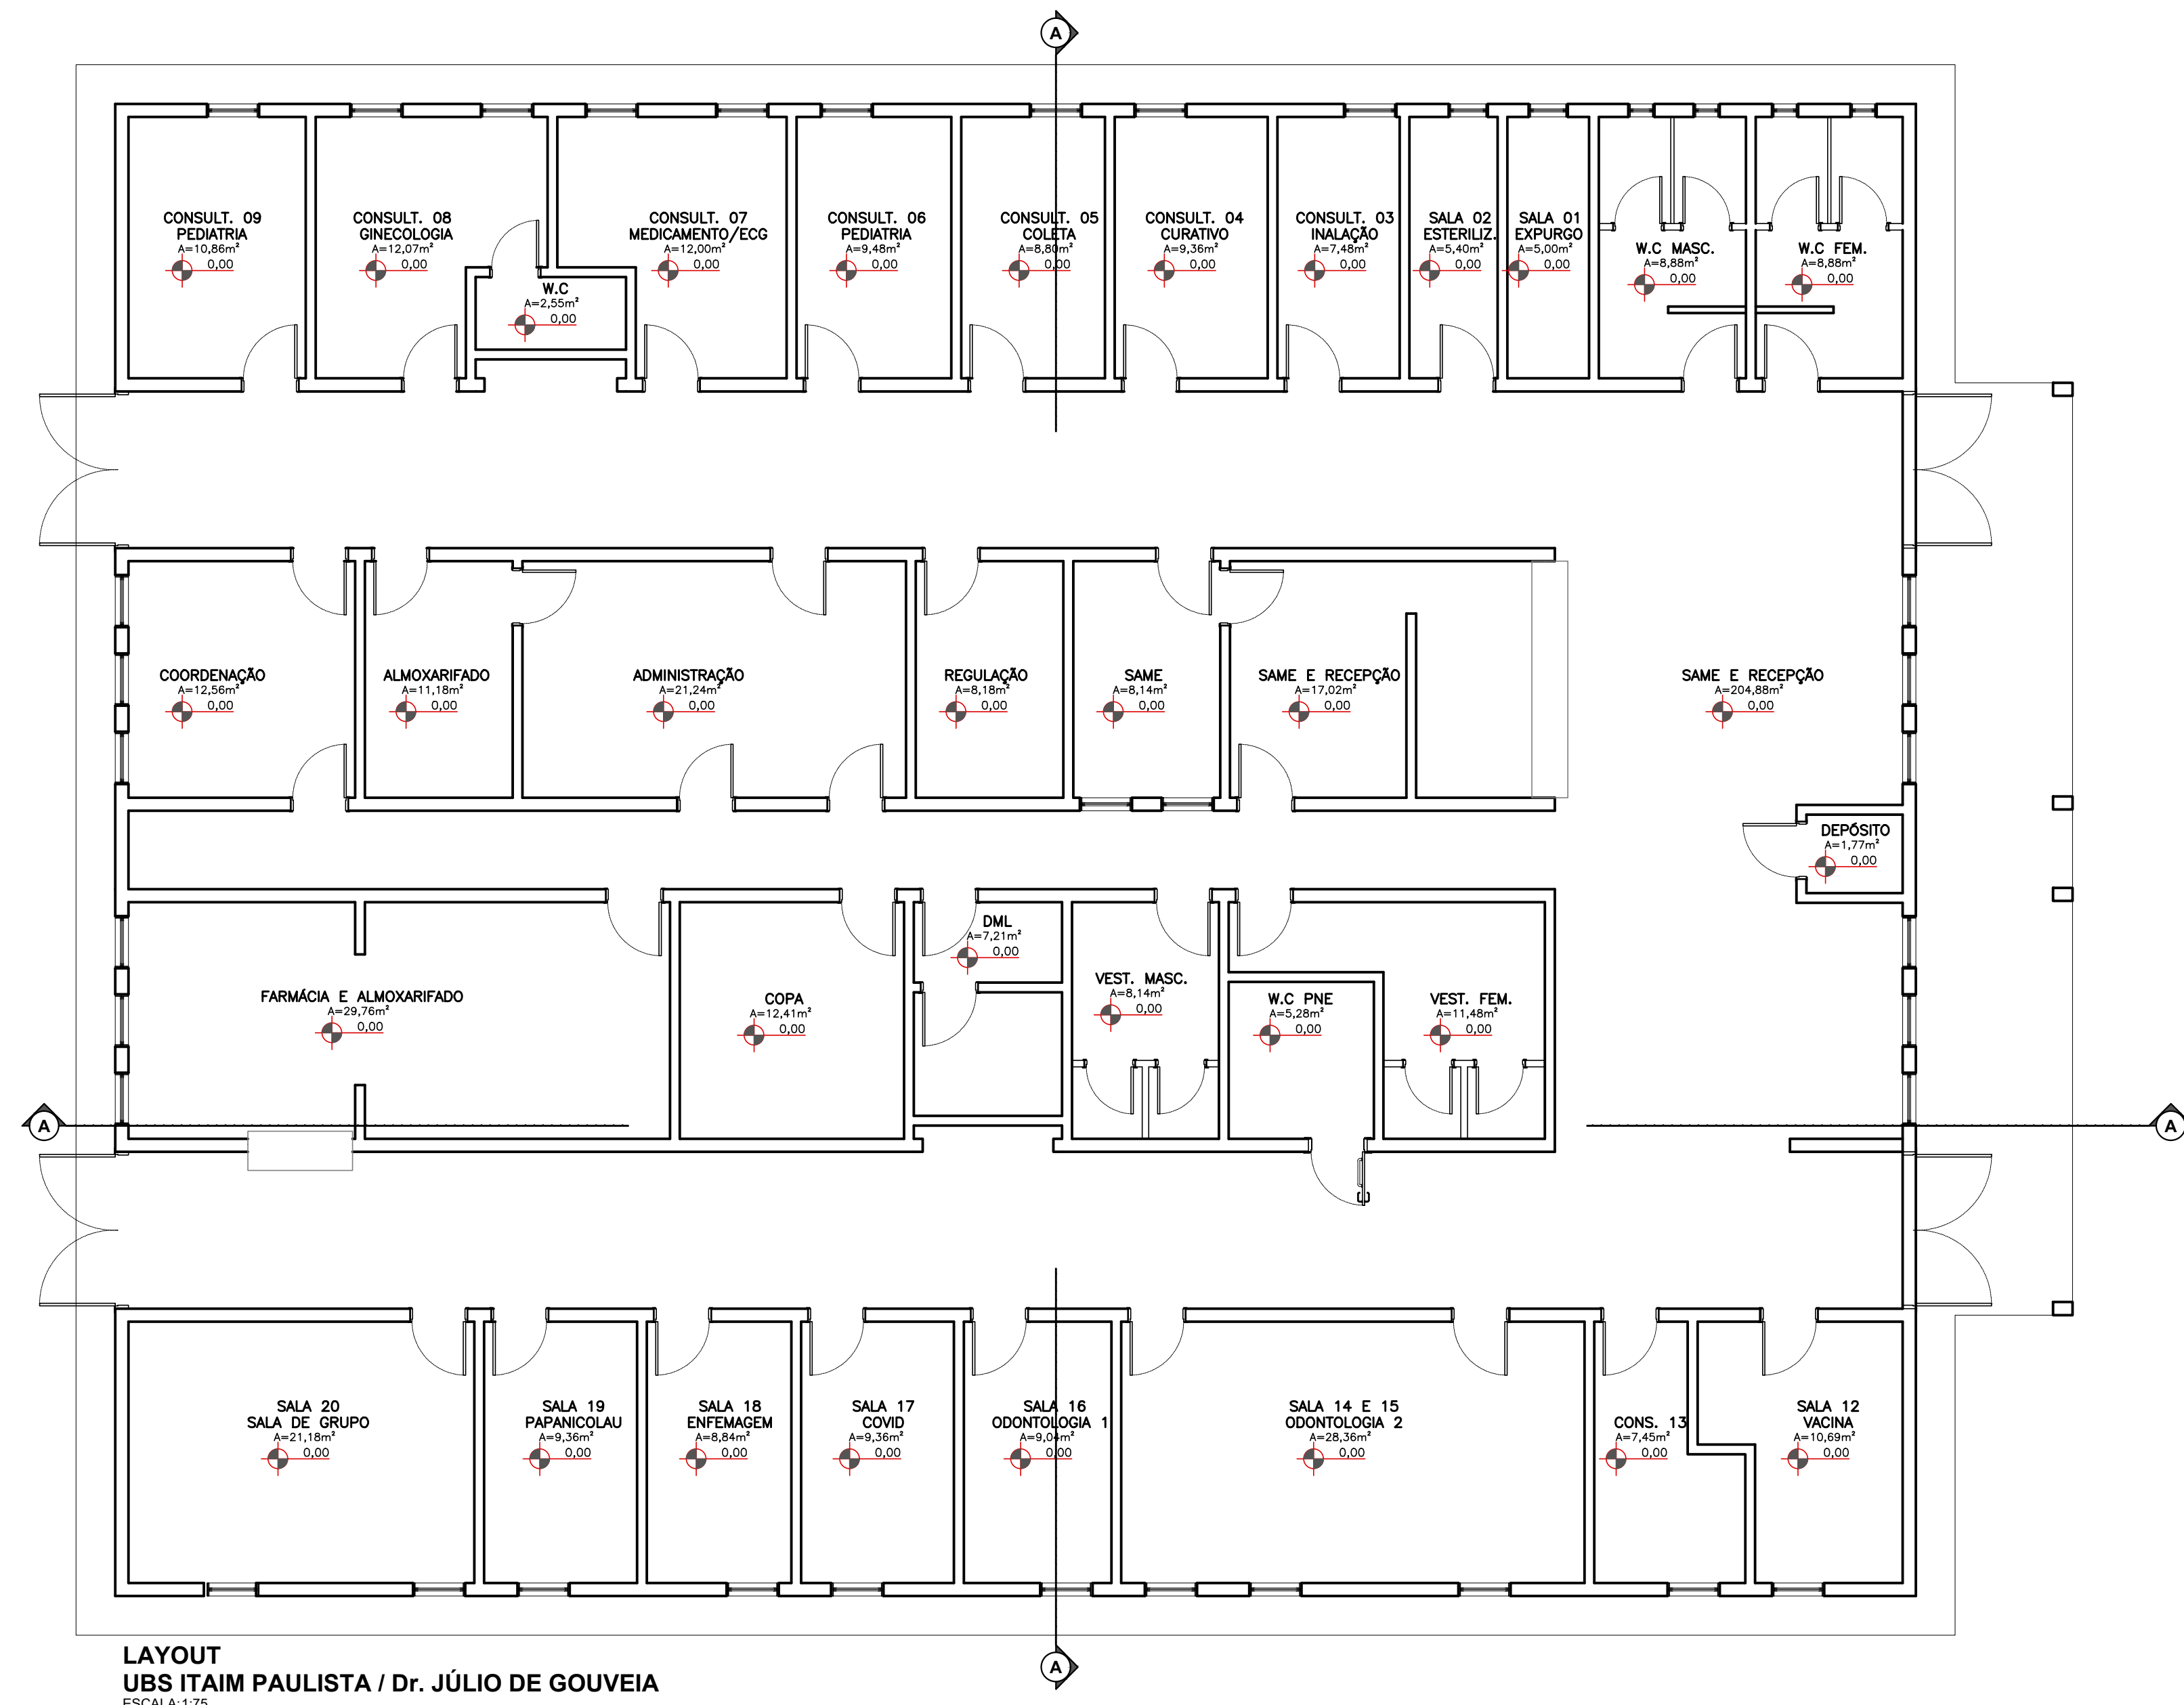 A
CONSULT. 09
PEDIATRIA
A=10,86m²
0,00
CONSULT. 08
GINECOLOGIA
A=12,07m²
0,00
W.C
A=2,55m²
0,00
CONSULT. 07
MEDICAMENTO/ECG
A=12,00m²
0,00
CONSULT. 06
PEDIATRIA
A=9,48m²
0,00
CONSULT. 05
COLETA
A=8,80m²
0,00
CONSULT. 04
CURATIVO
A=9,36m²
0,00
CONSULT. 03
INALAÇÃO
A=7,48m²
0,00
SALA 02
ESTERILIZ.
A=5,40m²
0,00
SALA 01
EXPURGO
A=5,00m²
0,00
W.C MASC.
A=8,88m²
0,00
W.C FEM.
A=8,88m²
0,00
COORDENAÇÃO
A=12,56m²
0,00
ALMOXARIFADO
A=11,18m²
0,00
ADMINISTRAÇÃO
A=21,24m²
0,00
REGULAÇÃO
A=8,18m²
0,00
SAME
A=8,14m²
0,00
SAME E RECEPÇÃO
A=17,02m²
0,00
SAME E RECEPÇÃO
A=204,88m²
0,00
DEPÓSITO
A=1,77m²
0,00
FARMÁCIA E ALMOXARIFADO
A=29,76m²
0,00
COPA
A=12,41m²
0,00
DML
A=7,21m²
0,00
VEST. MASC.
A=8,14m²
0,00
W.C PNE
A=5,28m²
0,00
VEST. FEM.
A=11,48m²
0,00
A
A
SALA 20
SALA DE GRUPO
A=21,18m²
0,00
SALA 19
PAPANICOLAU
A=9,36m²
0,00
SALA 18
ENFEMAGEM
A=8,84m²
0,00
SALA 17
COVID
A=9,36m²
0,00
SALA 16
ODONTOLOGIA 1
A=9,04m²
0,00
SALA 14 E 15
ODONTOLOGIA 2
A=28,36m²
0,00
CONS. 13
A=7,45m²
0,00
SALA 12
VACINA
A=10,69m²
0,00
A
LAYOUT
UBS ITAIM PAULISTA / Dr. JÚLIO DE GOUVEIA
ESCALA:1:75